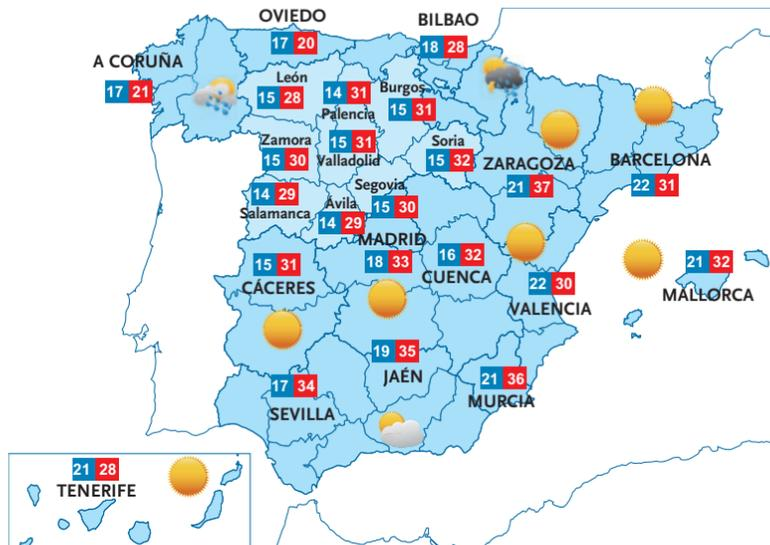 OVIEDO
17 20
BILBAO
18 28
A CORUÑA
17 21
León
15 28
14 31
Palencia
Burgos
15 31
Zamora
15 30
15 31
Valladolid
Soria
15 32
ZARAGOZA
21 37
BARCELONA
22 31
14 29
Salamanca
Ávila
14 29
Segovia
15 30
MADRID
18 33
16 32
CUENCA
15 31
CÁCERES
22 30
VALENCIA
21 32
MALLORCA
19 35
JAÉN
17 34
SEVILLA
21 36
MURCIA
21 28
TENERIFE